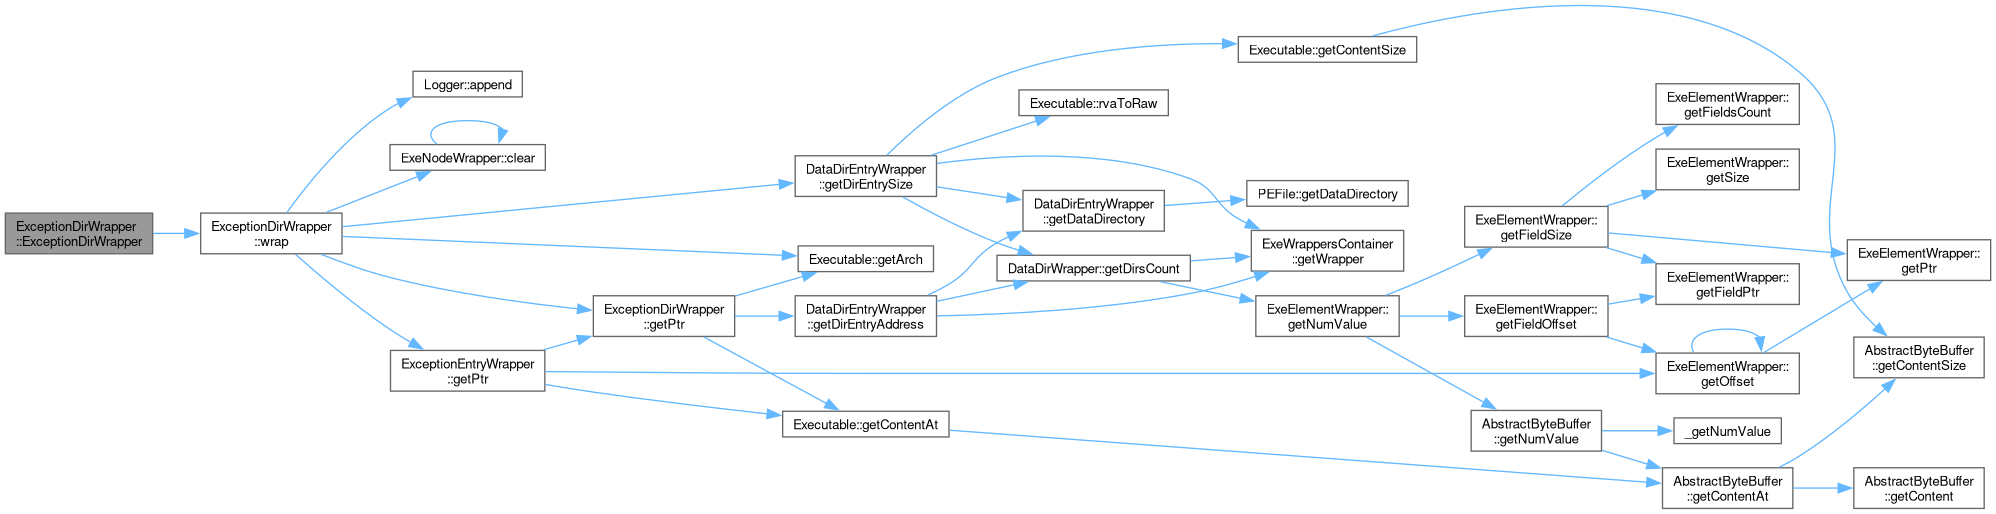 ExceptionDirWrapper
::ExceptionDirWrapper
ExceptionDirWrapper
::wrap
Logger::append
ExeNodeWrapper::clear
ExceptionEntryWrapper
::getPtr
ExceptionDirWrapper
::getPtr
DataDirEntryWrapper
::getDirEntrySize
Executable::getArch
DataDirEntryWrapper
::getDirEntryAddress
Executable::getContentAt
Executable::rvaToRaw
DataDirEntryWrapper
::getDataDirectory
DataDirWrapper::getDirsCount
Executable::getContentSize
PEFile::getDataDirectory
ExeWrappersContainer
::getWrapper
ExeElementWrapper::
getNumValue
ExeElementWrapper::
getFieldSize
ExeElementWrapper::
getFieldOffset
AbstractByteBuffer
::getNumValue
ExeElementWrapper::
getFieldsCount
ExeElementWrapper::
getSize
ExeElementWrapper::
getFieldPtr
ExeElementWrapper::
getOffset
_getNumValue
AbstractByteBuffer
::getContentAt
ExeElementWrapper::
getPtr
AbstractByteBuffer
::getContentSize
AbstractByteBuffer
::getContent